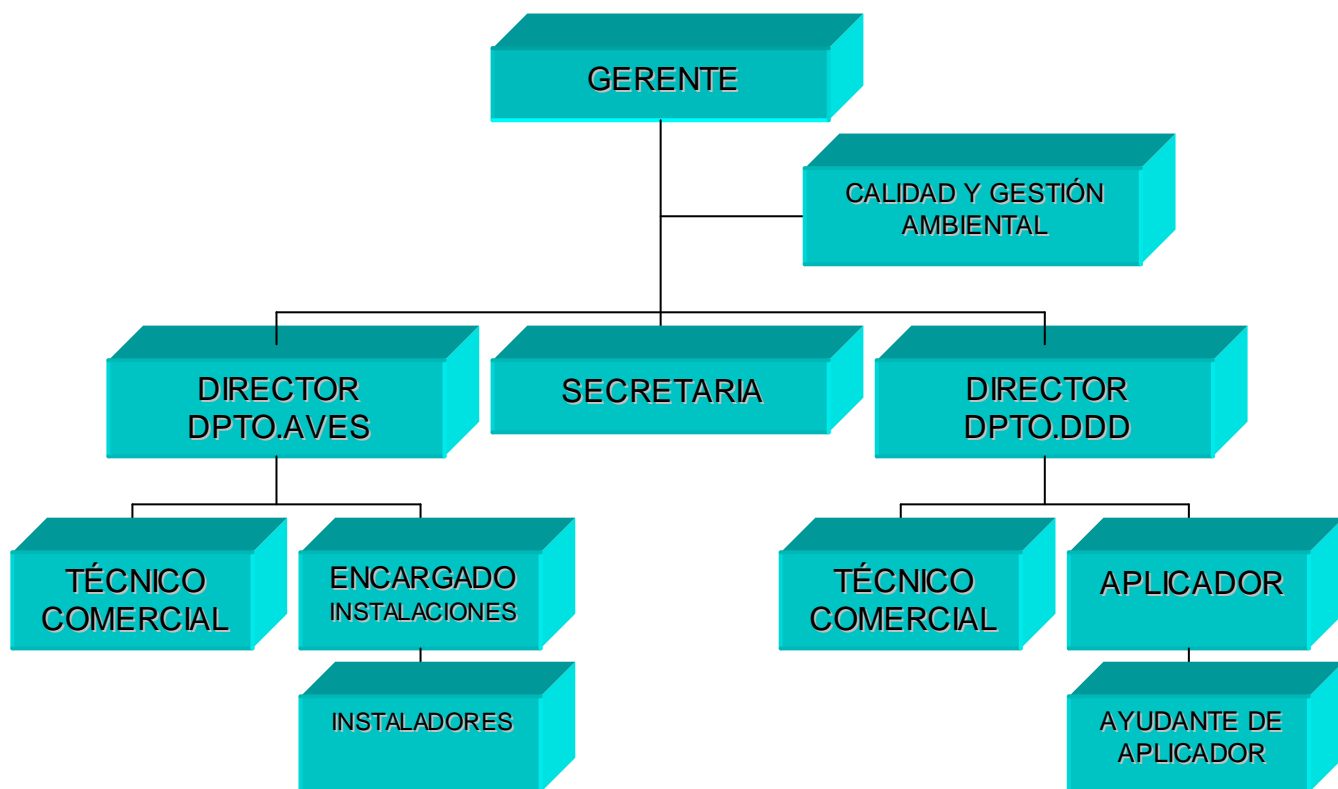 GERENTE
CALIDAD Y GESTIÓN
AMBIENTAL
DIRECTOR
DPTO.AVES
SECRETARIA
DIRECTOR
DPTO.DDD
TÉCNICO
COMERCIAL
ENCARGADO
INSTALACIONES
TÉCNICO
COMERCIAL
APLICADOR
INSTALADORES
AYUDANTE DE
APLICADOR